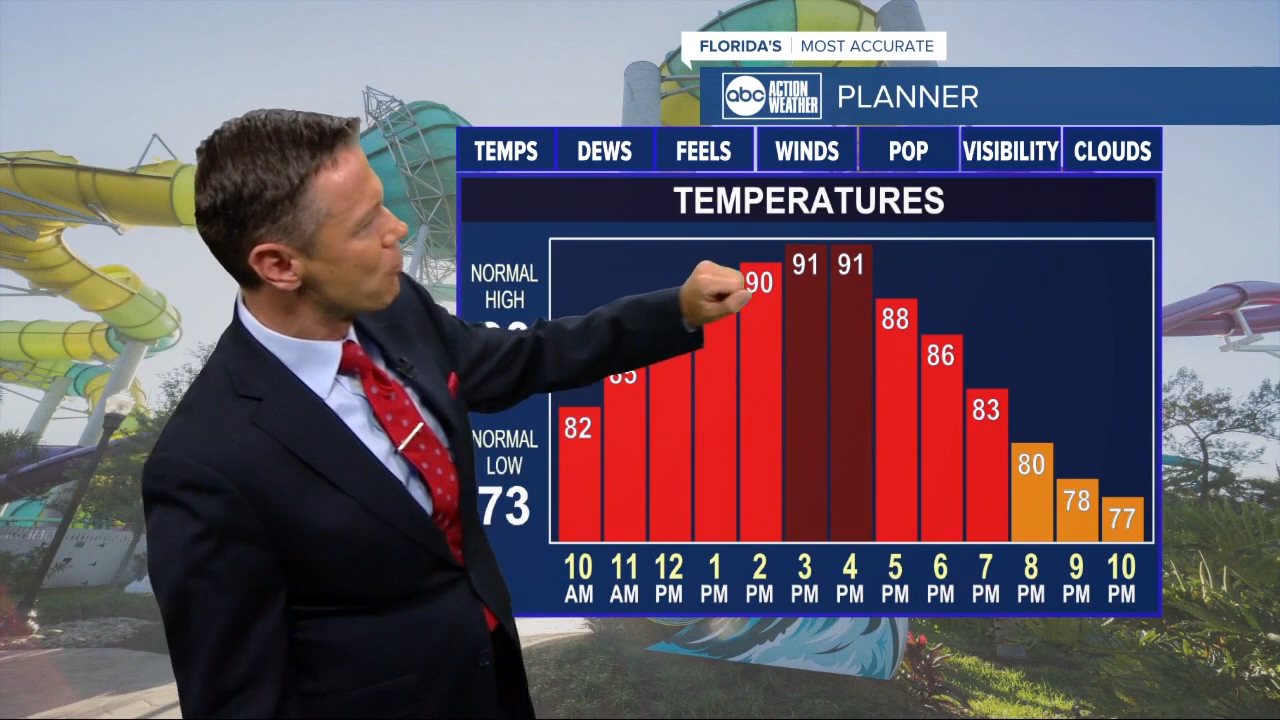 FLORIDA'S | MOST ACCURATE
abc ACTION WEATHER PLANNER
TEMPS DEWS FEELS WINDS POP VISIBILITY CLOUDS
TEMPERATURES
NORMAL HIGH
NORMAL LOW
73
82 85 90 91 91 88 86 83 80 78 77
10 AM 11 AM 12 PM 1 PM 2 PM 3 PM 4 PM 5 PM 6 PM 7 PM 8 PM 9 PM 10 PM